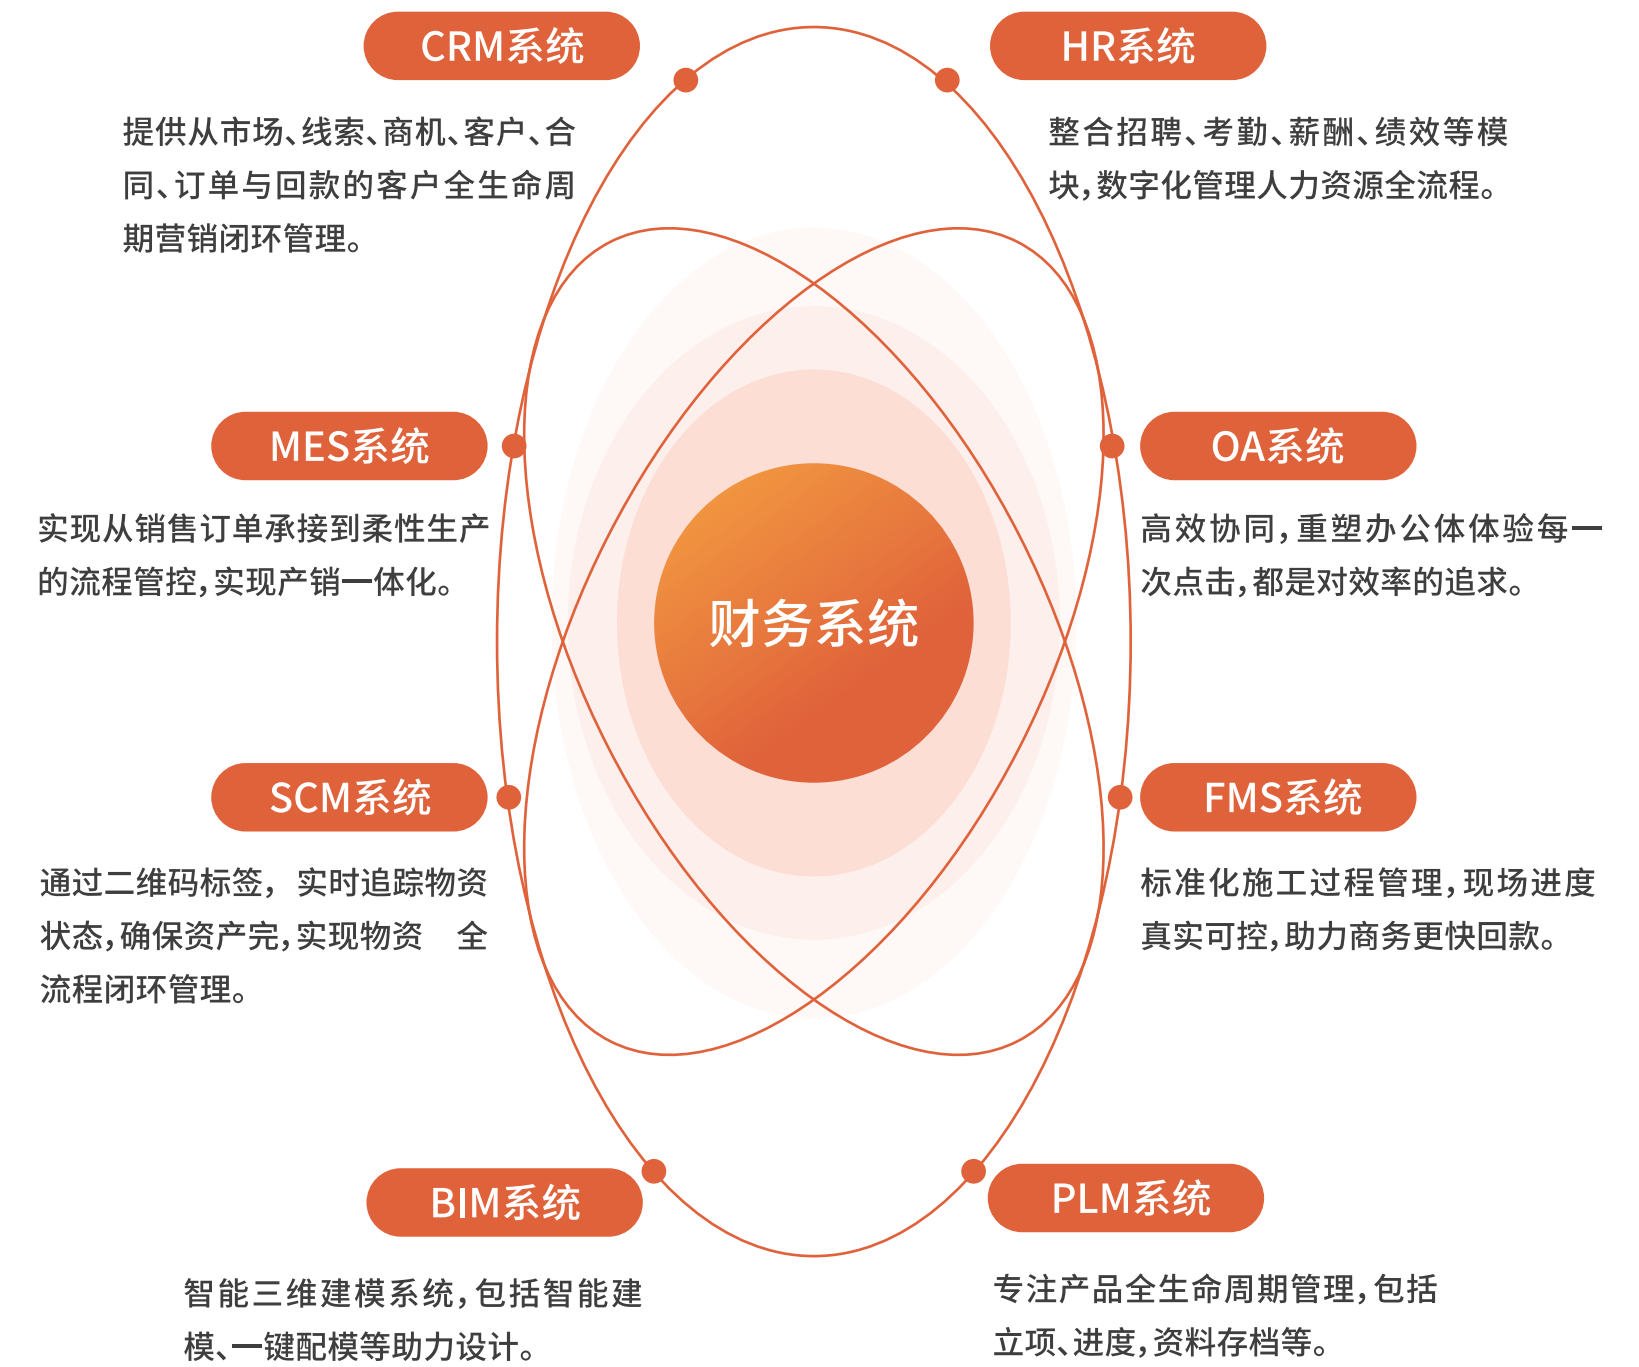 CRM系统
提供从市场、线索、商机、客户、合
同、订单与回款的客户全生命周
期营销闭环管理。
HR系统
整合招聘、考勤、薪酬、绩效等模
块,数字化管理人力资源全流程。
MES系统
实现从销售订单承接到柔性生产
的流程管控,实现产销一体化。
OA系统
高效协同,重塑办公体体验每一
次点击,都是对效率的追求。
财务系统
SCM系统
通过二维码标签，实时追踪物资
状态,确保资产完,实现物资　全
流程闭环管理。
FMS系统
标准化施工过程管理,现场进度
真实可控,助力商务更快回款。
BIM系统
智能三维建模系统,包括智能建
模、一键配模等助力设计。
PLM系统
专注产品全生命周期管理,包括
立项、进度,资料存档等。